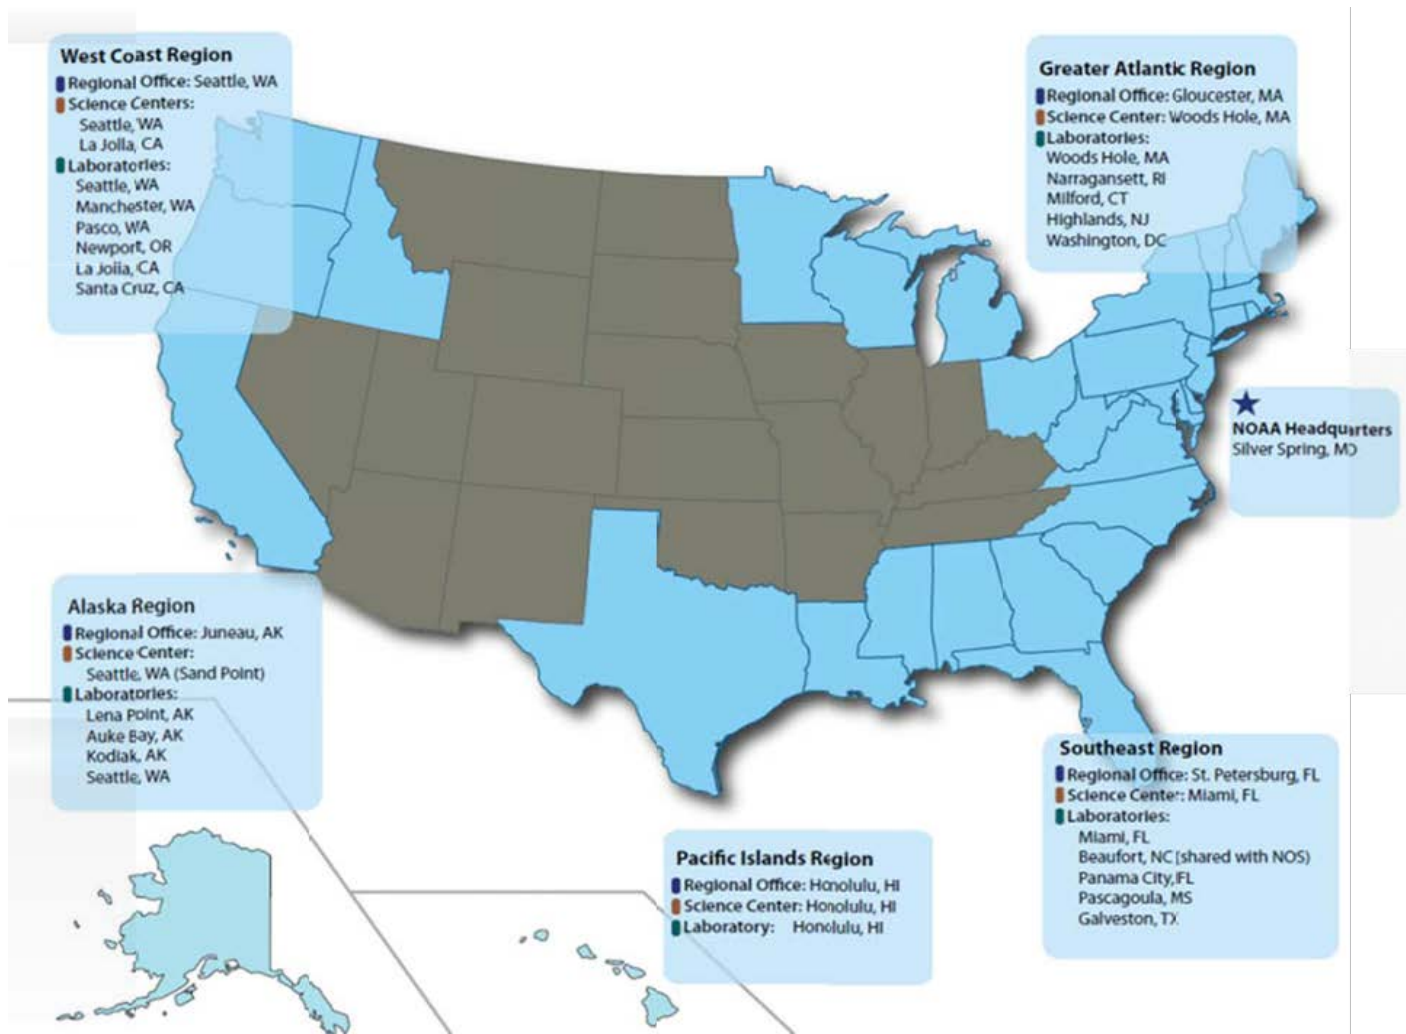 West Coast Region
Regional Office: Seattle, WA
Science Centers:
Seattle, WA
La Jolla, CA
Laboratories:
Seattle, WA
Manchester, WA
Pasco, WA
Newport, OR
La Jolla, CA
Santa Cruz, CA
Greater Atlantic Region
Regional Office: Gloucester, MA
Science Center: Woods Hole, MA
Laboratories:
Woods Hole, MA
Narragansett, RI
Milford, CT
Highlands, NJ
Washington, DC
NOAA Headquarters
Silver Spring, MD
Alaska Region
Regional Office: Juneau, AK
Science Center:
Seattle, WA (Sand Point)
Laboratories:
Lena Point, AK
Auke Bay, AK
Kodiak, AK
Seattle, WA
Pacific Islands Region
Regional Office: Honolulu, HI
Science Center: Honolulu, HI
Laboratory: Honolulu, HI
Southeast Region
Regional Office: St. Petersburg, FL
Science Center: Miami, FL
Laboratories:
Miami, FL
Beaufort, NC (shared with NOS)
Panama City, FL
Pascagoula, MS
Galveston, TX